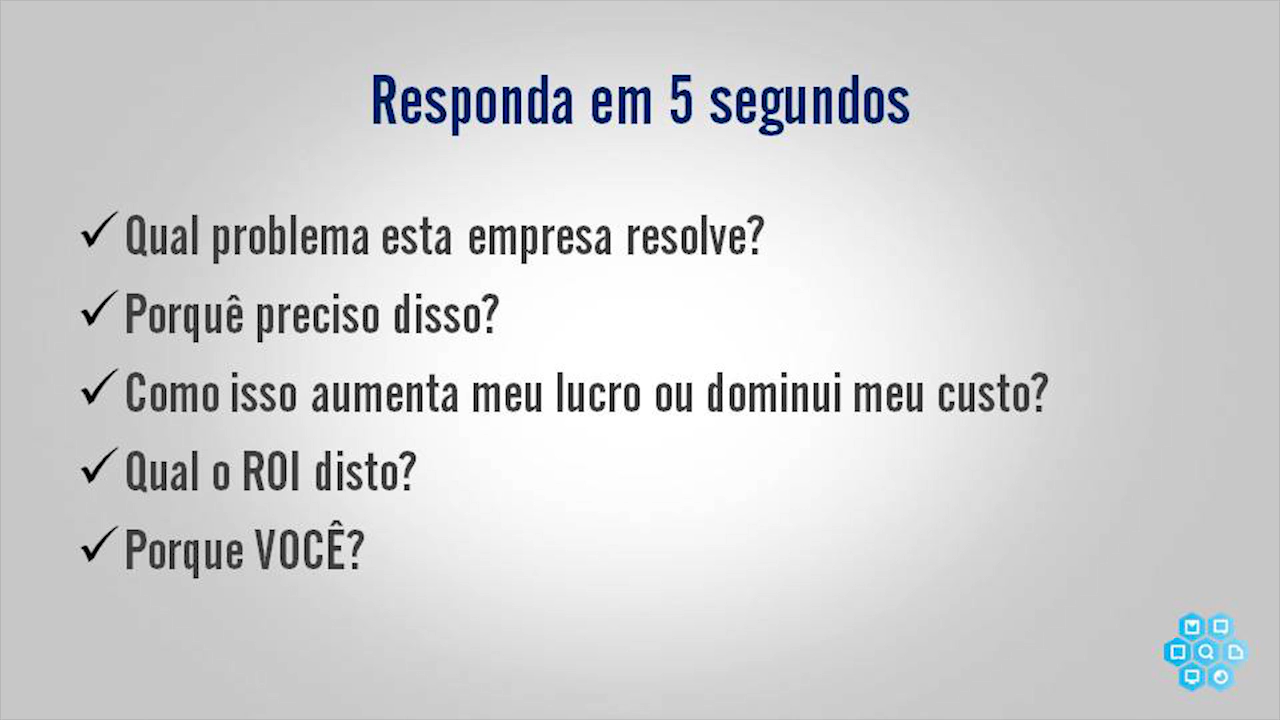 Responda em 5 segundos
Qual problema esta empresa resolve?
Porquê preciso disso?
Como isso aumenta meu lucro ou dominui meu custo?
Qual o ROI disto?
Porque VOCÊ?